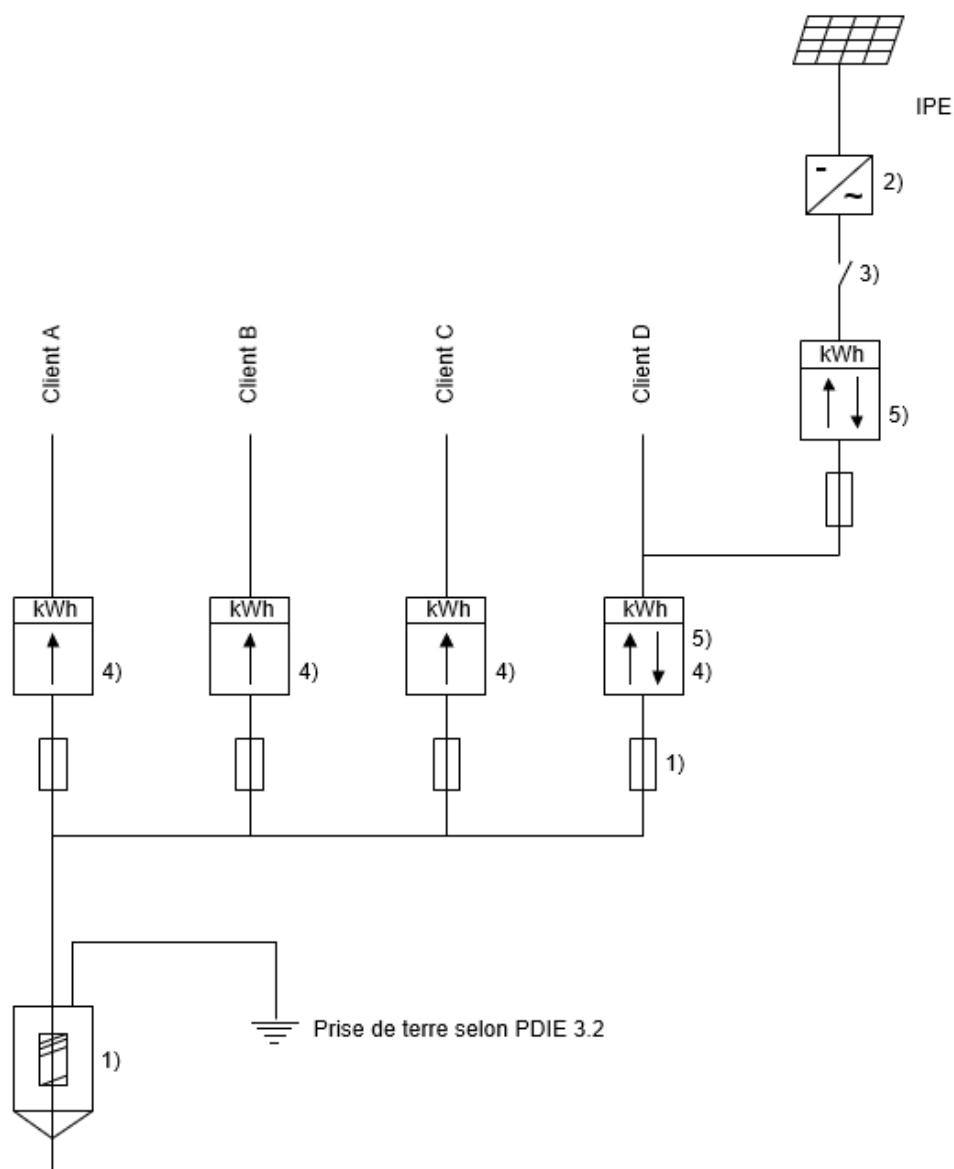 IPE
-
~
2)
3)
kWh
5)
Client A
Client B
Client C
Client D
kWh
4)
kWh
4)
kWh
4)
kWh
5)
4)
1)
Prise de terre selon PDIE 3.2
1)